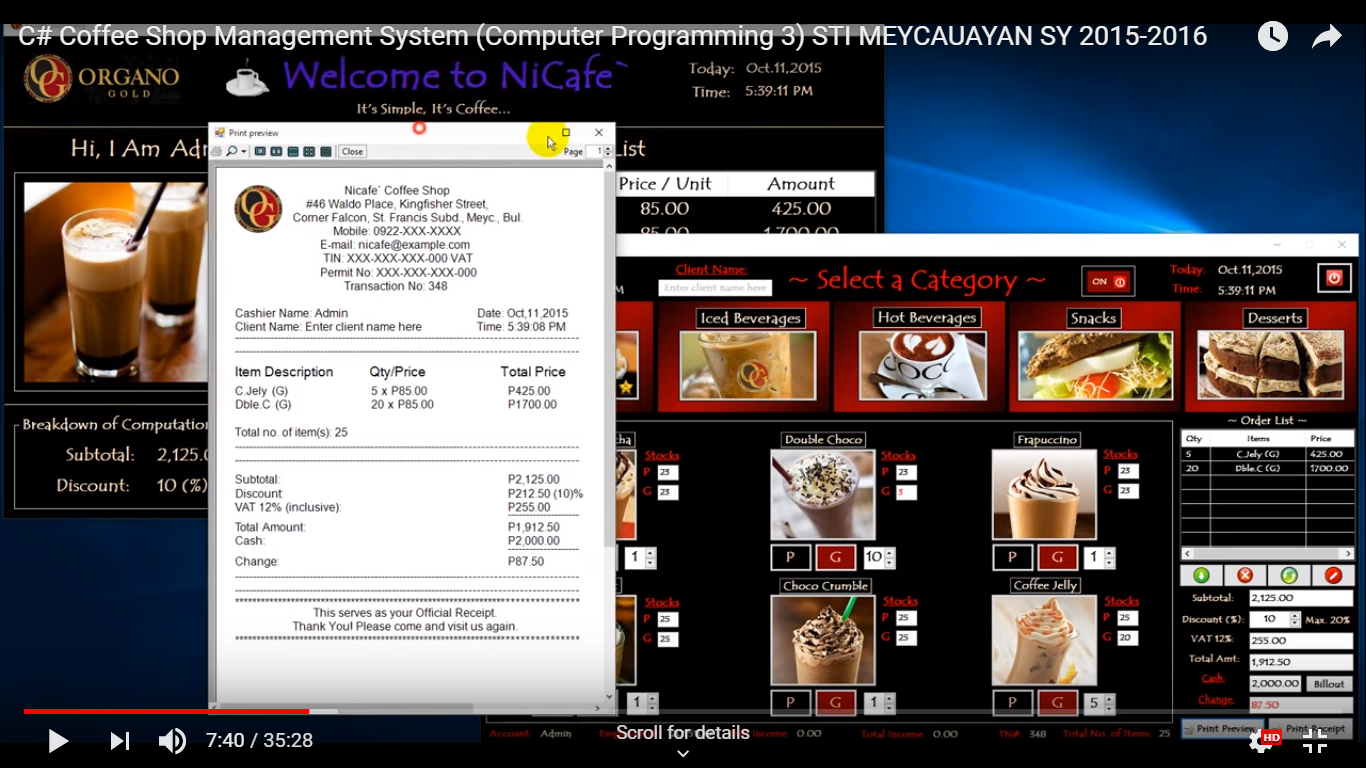 C# Coffee Shop Management System (Computer Programming 3) STI MEYCAUAYAN SY 2015-2016
ORGANO
GOLD
Welcome to NiCafe`
It's Simple, It's Coffee...
Today: Oct.11,2015
Time: 5:39:11 PM
Hi, I Am
List
Price / Unit Amount
85.00 425.00
85.00 1,700.00
Breakdown of Computation
Subtotal: 2,125.
Discount: 10 (%)
Print preview
Close
Page 1
OG
Nicafe` Coffee Shop
#46 Waldo Place, Kingfisher Street,
Corner Falcon, St. Francis Subd., Meyc., Bul.
Mobile: 0922-XXX-XXXX
E-mail: nicafe@example.com
TIN: XXX-XXX-XXX-000 VAT
Permit No: XXX-XXX-XXX-000
Transaction No: 348
Cashier Name: Admin Date: Oct,11,2015
Client Name: Enter client name here Time: 5:39:08 PM
Item Description Qty/Price Total Price
C.Jely (G) 5 x P85.00 P425.00
Dble.C (G) 20 x P85.00 P1700.00
Total no. of item(s): 25
Subtotal: P2,125.00
Discount: P212.50 (10)%
VAT 12% (inclusive): P255.00
Total Amount: P1,912.50
Cash: P2,000.00
Change: P87.50
This serves as your Official Receipt.
Thank You! Please come and visit us again.
Client Name:
Enter client name here
~ Select a Category ~
ON
Today: Oct.11,2015
Time: 5:39:11 PM
Iced Beverages Hot Beverages Snacks Desserts
Double Choco
Stocks
P 23
G 3
P G 10
Frapuccino
Stocks
P 23
G 23
P G 1
Stocks
P 23
G 23
1
Choco Crumble
Stocks
P 25
G 25
P G 1
Coffee Jelly
Stocks
P 25
G 20
P G 5
Stocks
P 25
G 25
1
~ Order List ~
Qty Items Price
5 C.Jely (G) 425.00
20 Dble.C (G) 1700.00
Subtotal: 2,125.00
Discount (%): 10 Max. 20%
VAT 12%: 255.00
Total Amt: 1,912.50
Cash: 2,000.00 Billout
Change: 87.50
Print Preview Print Receipt
Account: Admin Income: 0.00 Total Income: 0.00 TN# 348 Total No. of Items: 25
7:40 / 35:28
Scroll for details
HD